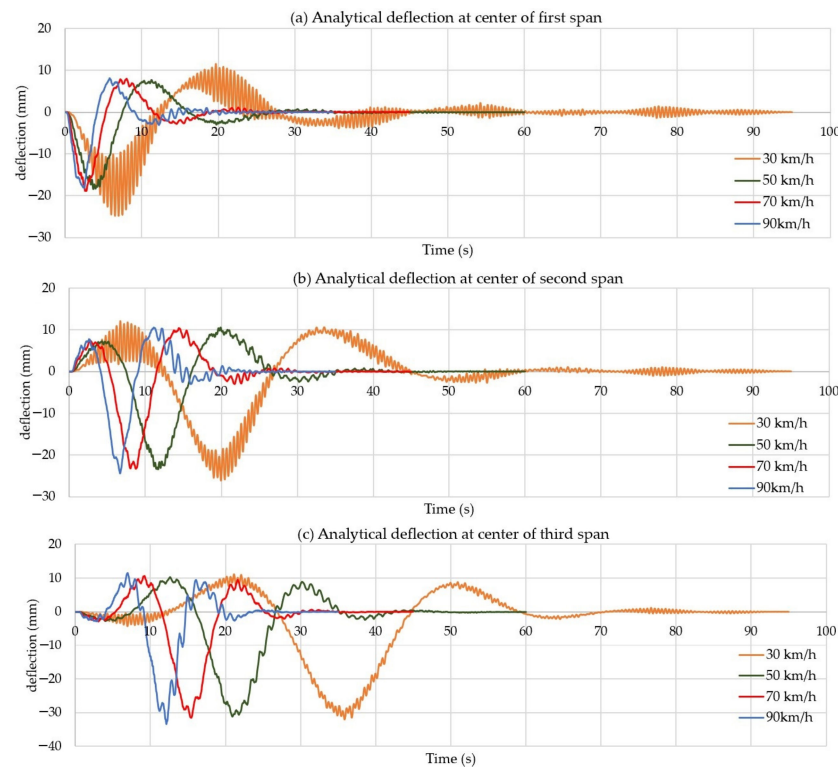 (a) Analytical deflection at center of first span
20
10
0
−10
−20
−30
deflection (mm)
0 10 20 30 40 50 60 70 80 90 100
Time (s)
30 km/h
50 km/h
70 km/h
90km/h
(b) Analytical deflection at center of second span
20
10
0
−10
−20
−30
deflection (mm)
0 10 20 30 40 50 60 70 80 90 100
Time (s)
30 km/h
50 km/h
70 km/h
90km/h
(c) Analytical deflection at center of third span
20
10
0
−10
−20
−30
−40
deflection (mm)
0 10 20 30 40 50 60 70 80 90 100
Time (s)
30 km/h
50 km/h
70 km/h
90km/h